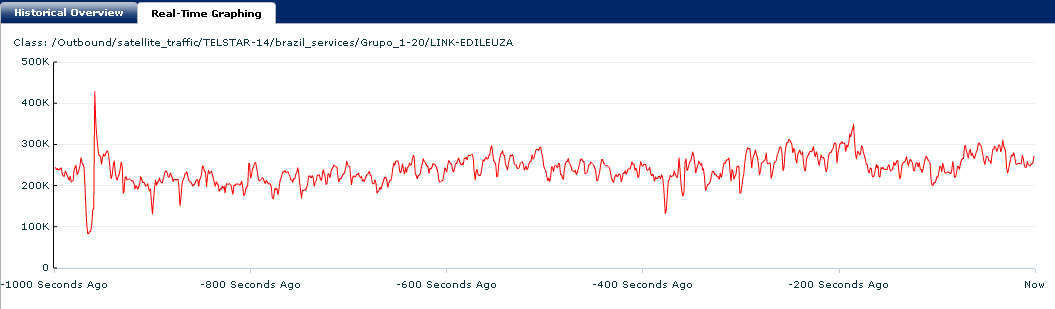 Historical Overview
Real-Time Graphing
Class: /Outbound/satellite_traffic/TELSTAR-14/brazil_services/Grupo_1-20/LINK-EDILEUZA
500K
400K
300K
200K
100K
0
-1000 Seconds Ago
-800 Seconds Ago
-600 Seconds Ago
-400 Seconds Ago
-200 Seconds Ago
Now